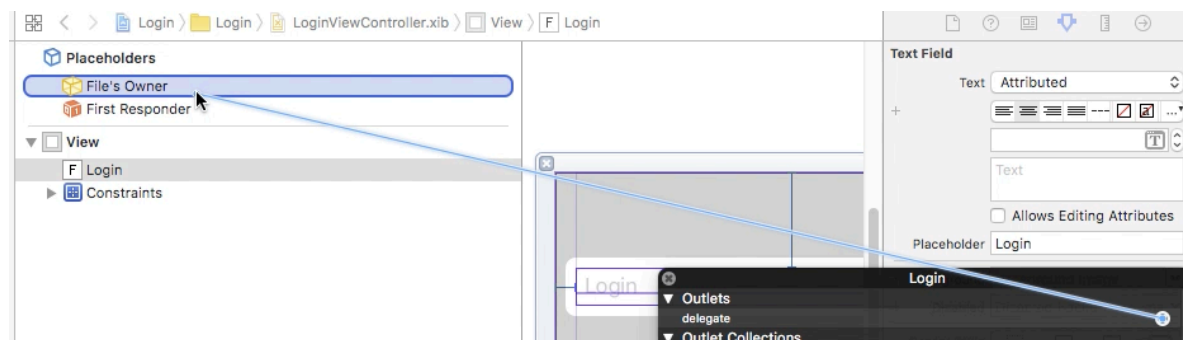 Login Login LoginViewController.xib View F Login
Placeholders
File's Owner
First Responder
View
F Login
Constraints
Text Field
Text Attributed
T
Text
Allows Editing Attributes
Placeholder Login
Login
Login
Outlets
delegate
Outlet Collections